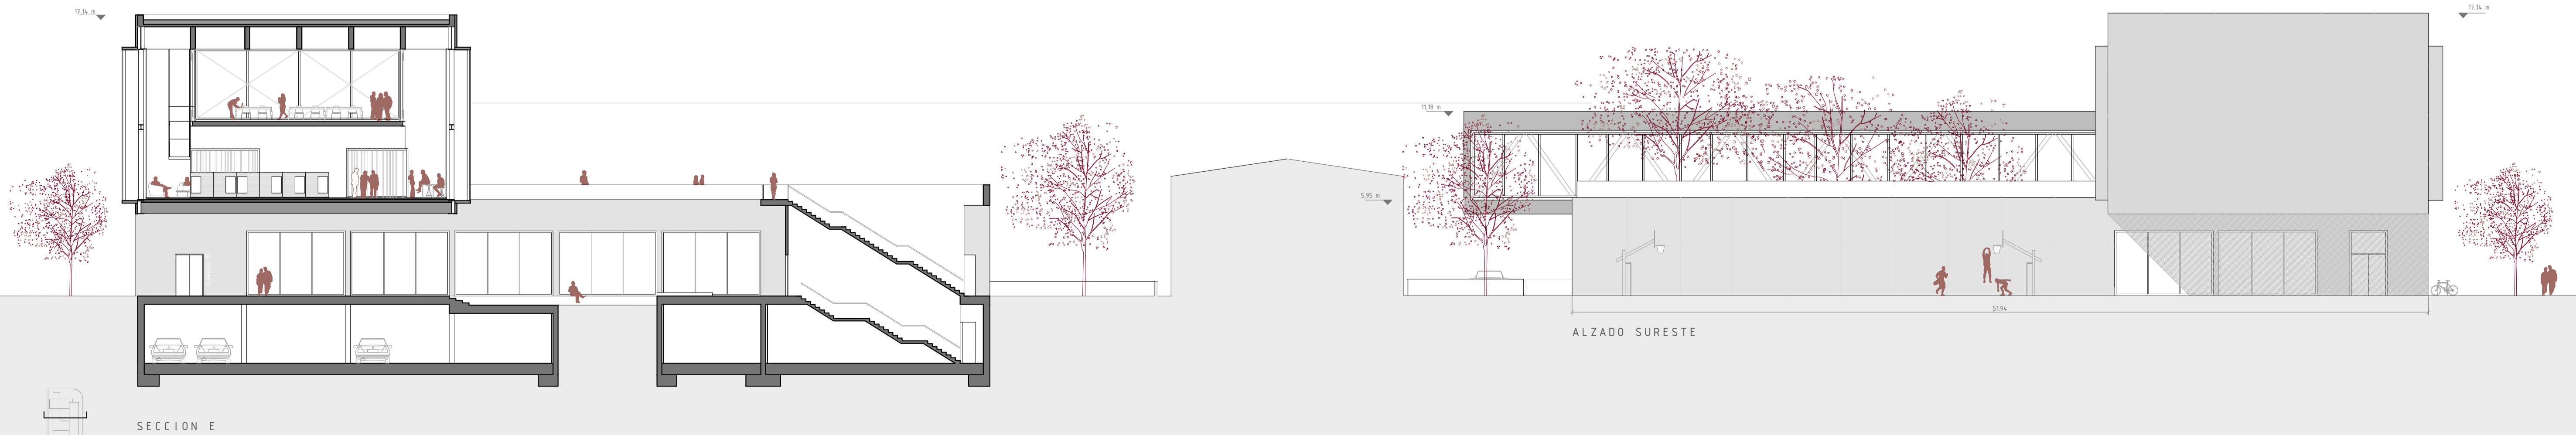 17,14 m
17,14 m
11,18 m
5,95 m
51.94
ALZADO SURESTE
SECCION E